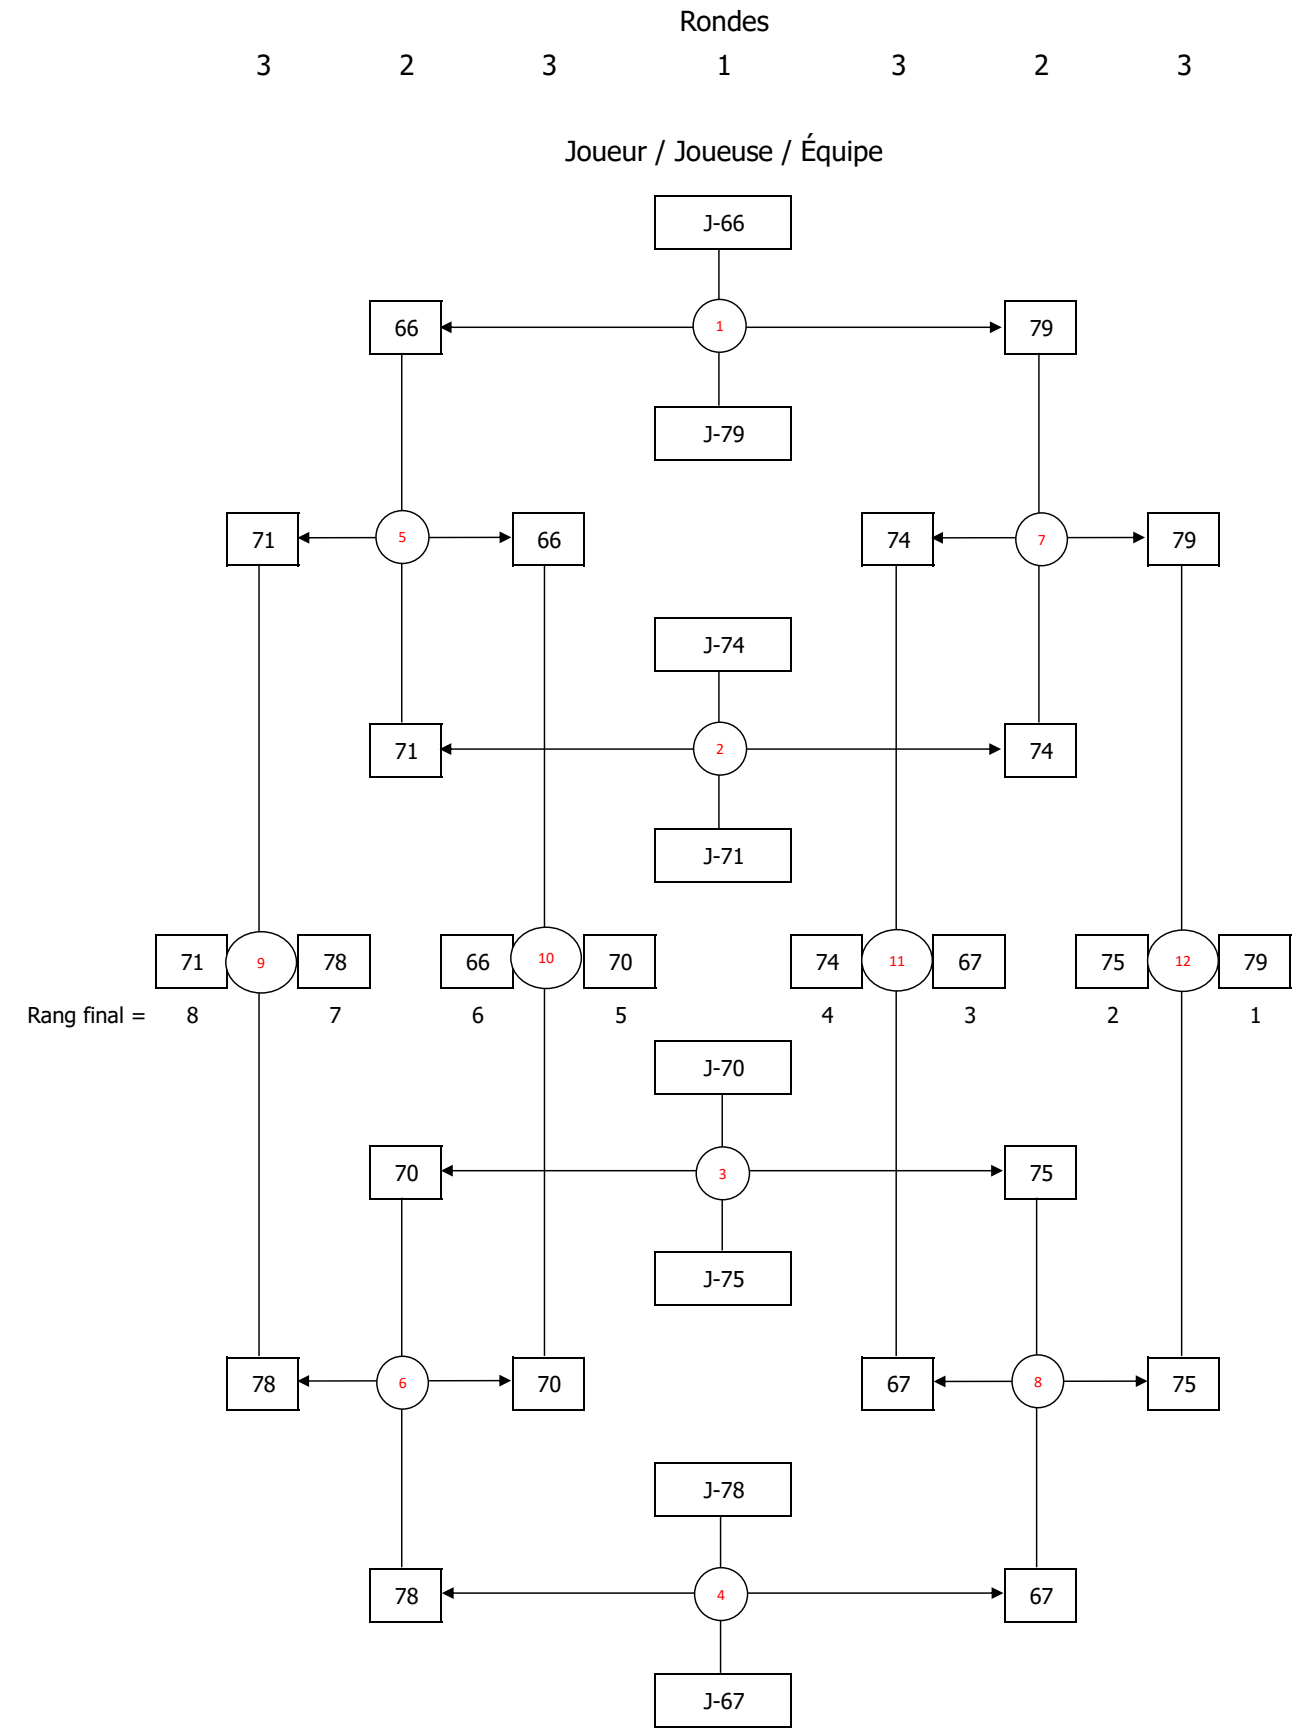 Rondes
3 2 3 1 3 2 3
Joueur / Joueuse / Équipe
J-66
66 1 79
J-79
71 5 66 74 7 79
J-74
71 2 74
J-71
71 9 78 66 10 70 74 11 67 75 12 79
Rang final = 8 7 6 5 4 3 2 1
J-70
70 3 75
J-75
78 6 70 67 8 75
J-78
78 4 67
J-67